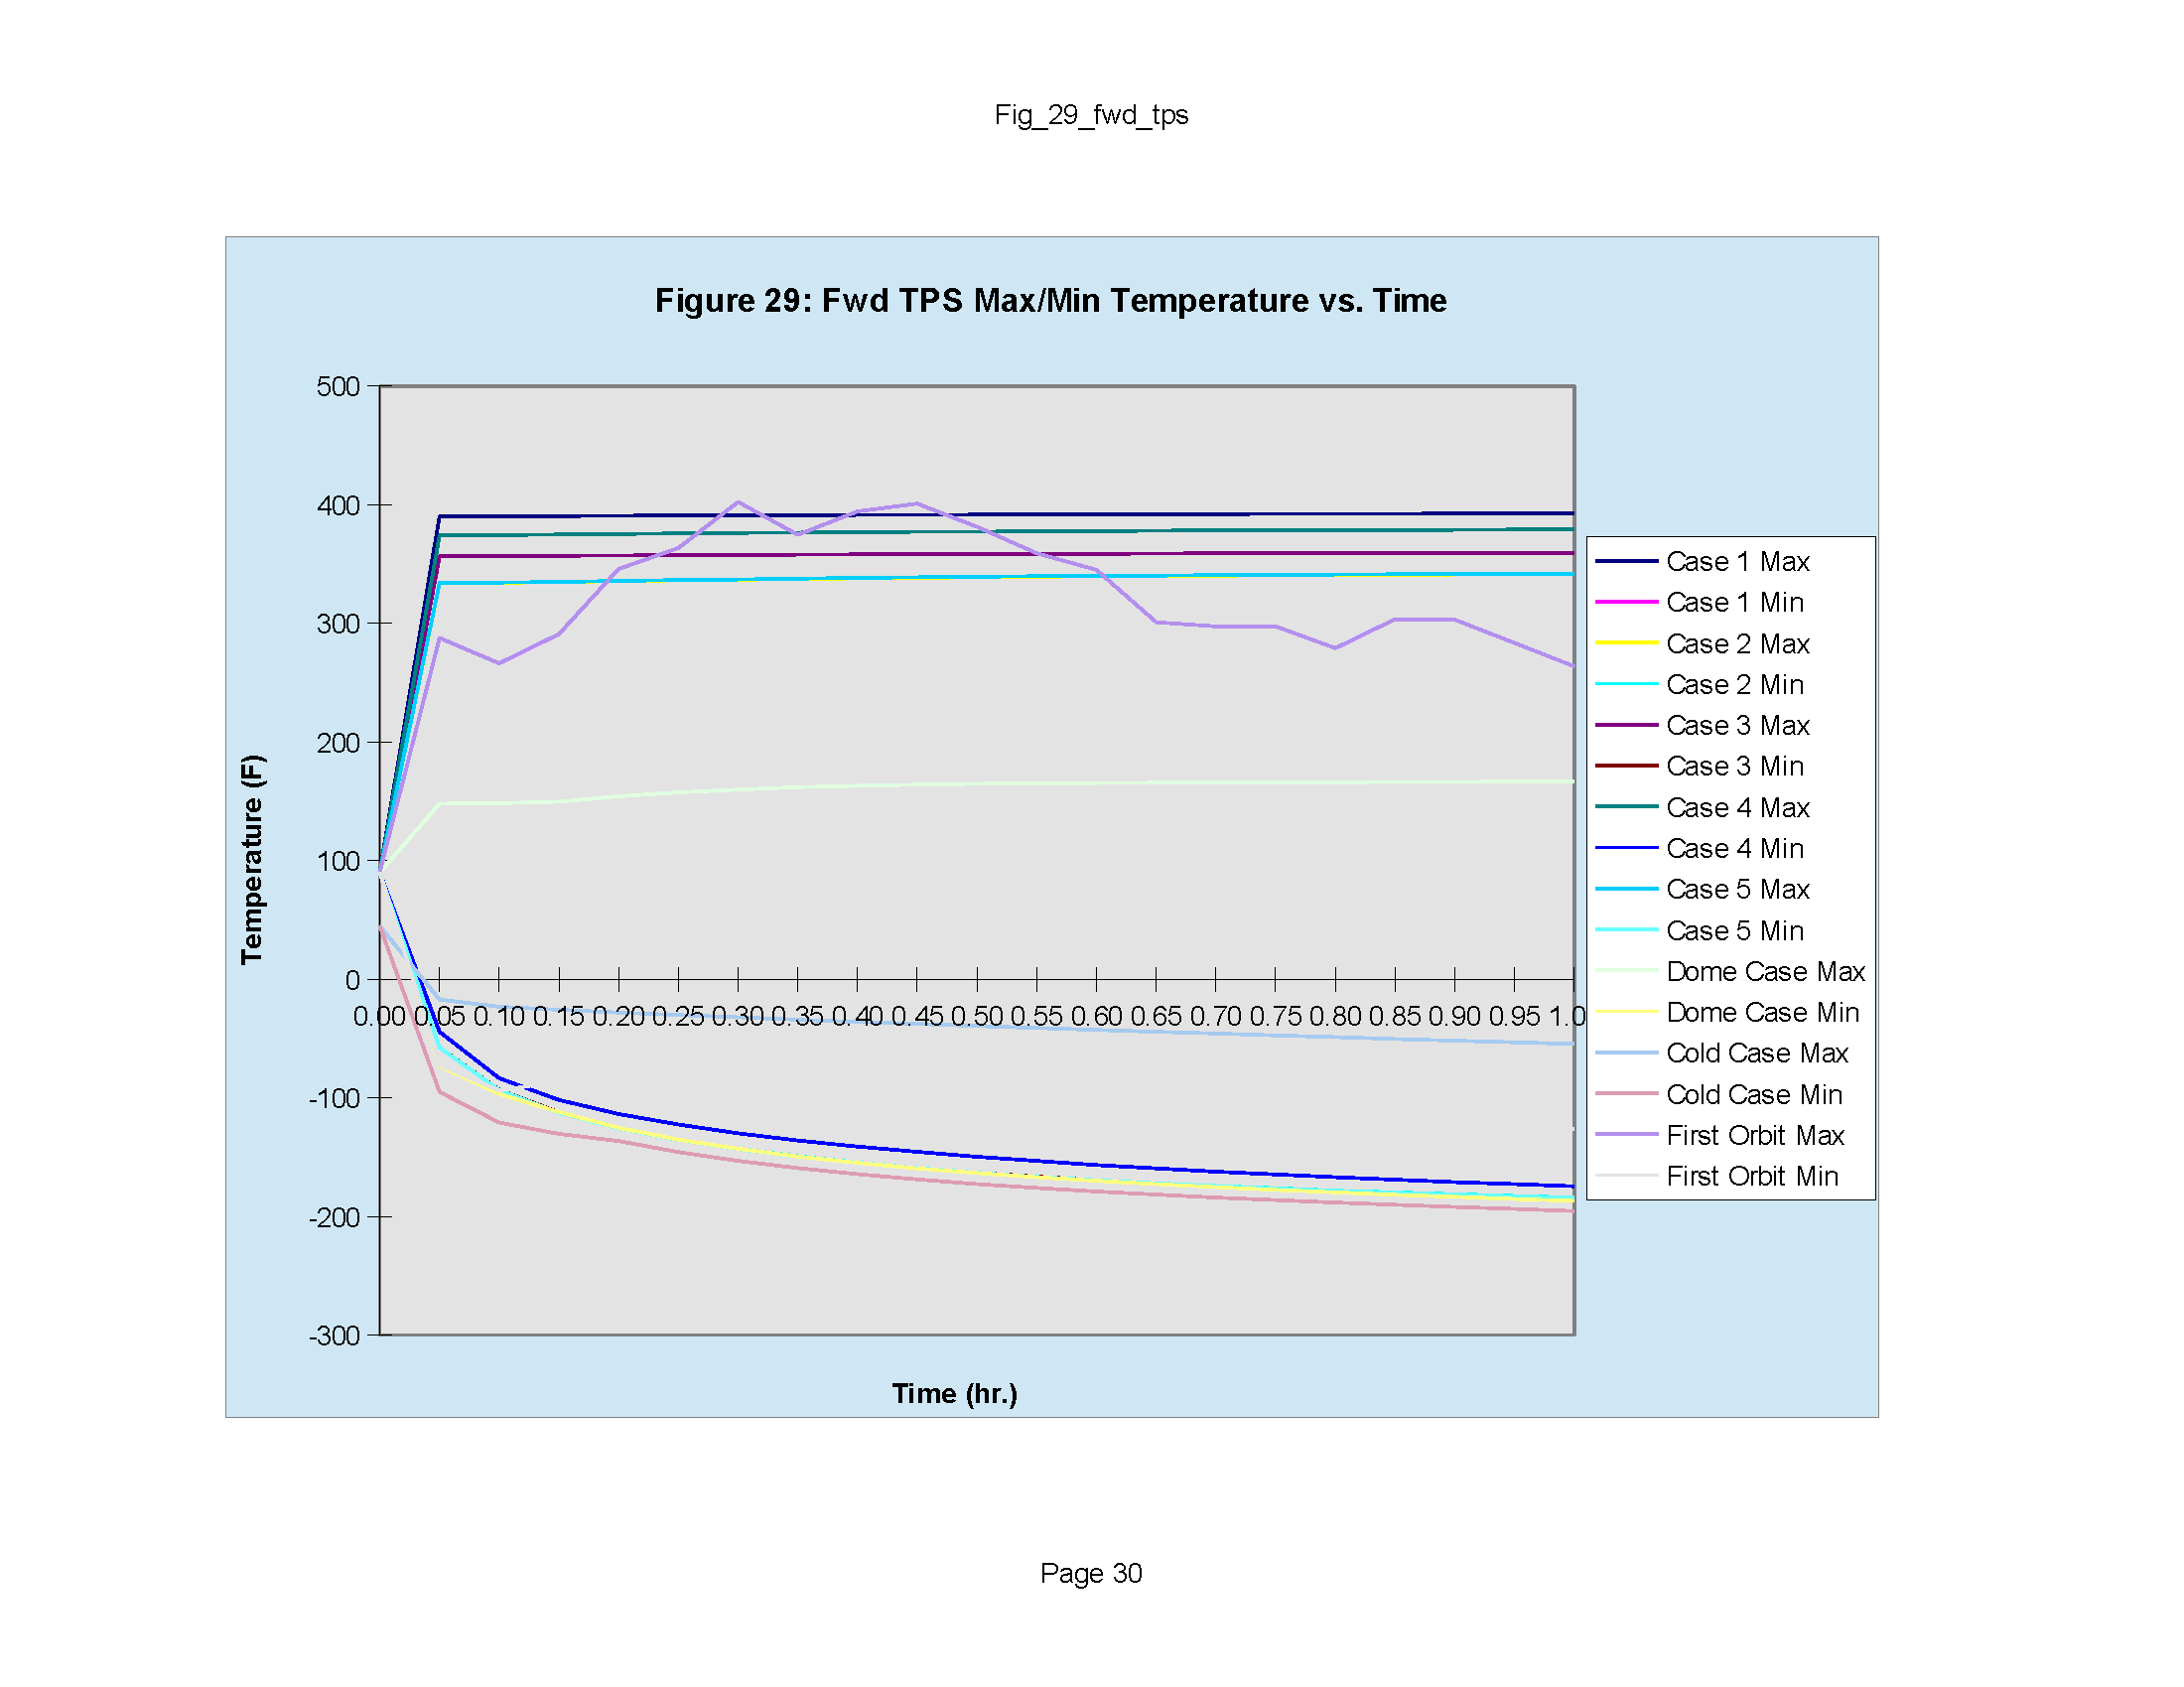 Fig_29_fwd_tps
Figure 29: Fwd TPS Max/Min Temperature vs. Time
500
400
300
200
100
0
-100
-200
-300
Temperature (F)
0.00 0.05 0.10 0.15 0.20 0.25 0.30 0.35 0.40 0.45 0.50 0.55 0.60 0.65 0.70 0.75 0.80 0.85 0.90 0.95 1.0
Time (hr.)
Case 1 Max
Case 1 Min
Case 2 Max
Case 2 Min
Case 3 Max
Case 3 Min
Case 4 Max
Case 4 Min
Case 5 Max
Case 5 Min
Dome Case Max
Dome Case Min
Cold Case Max
Cold Case Min
First Orbit Max
First Orbit Min
Page 30